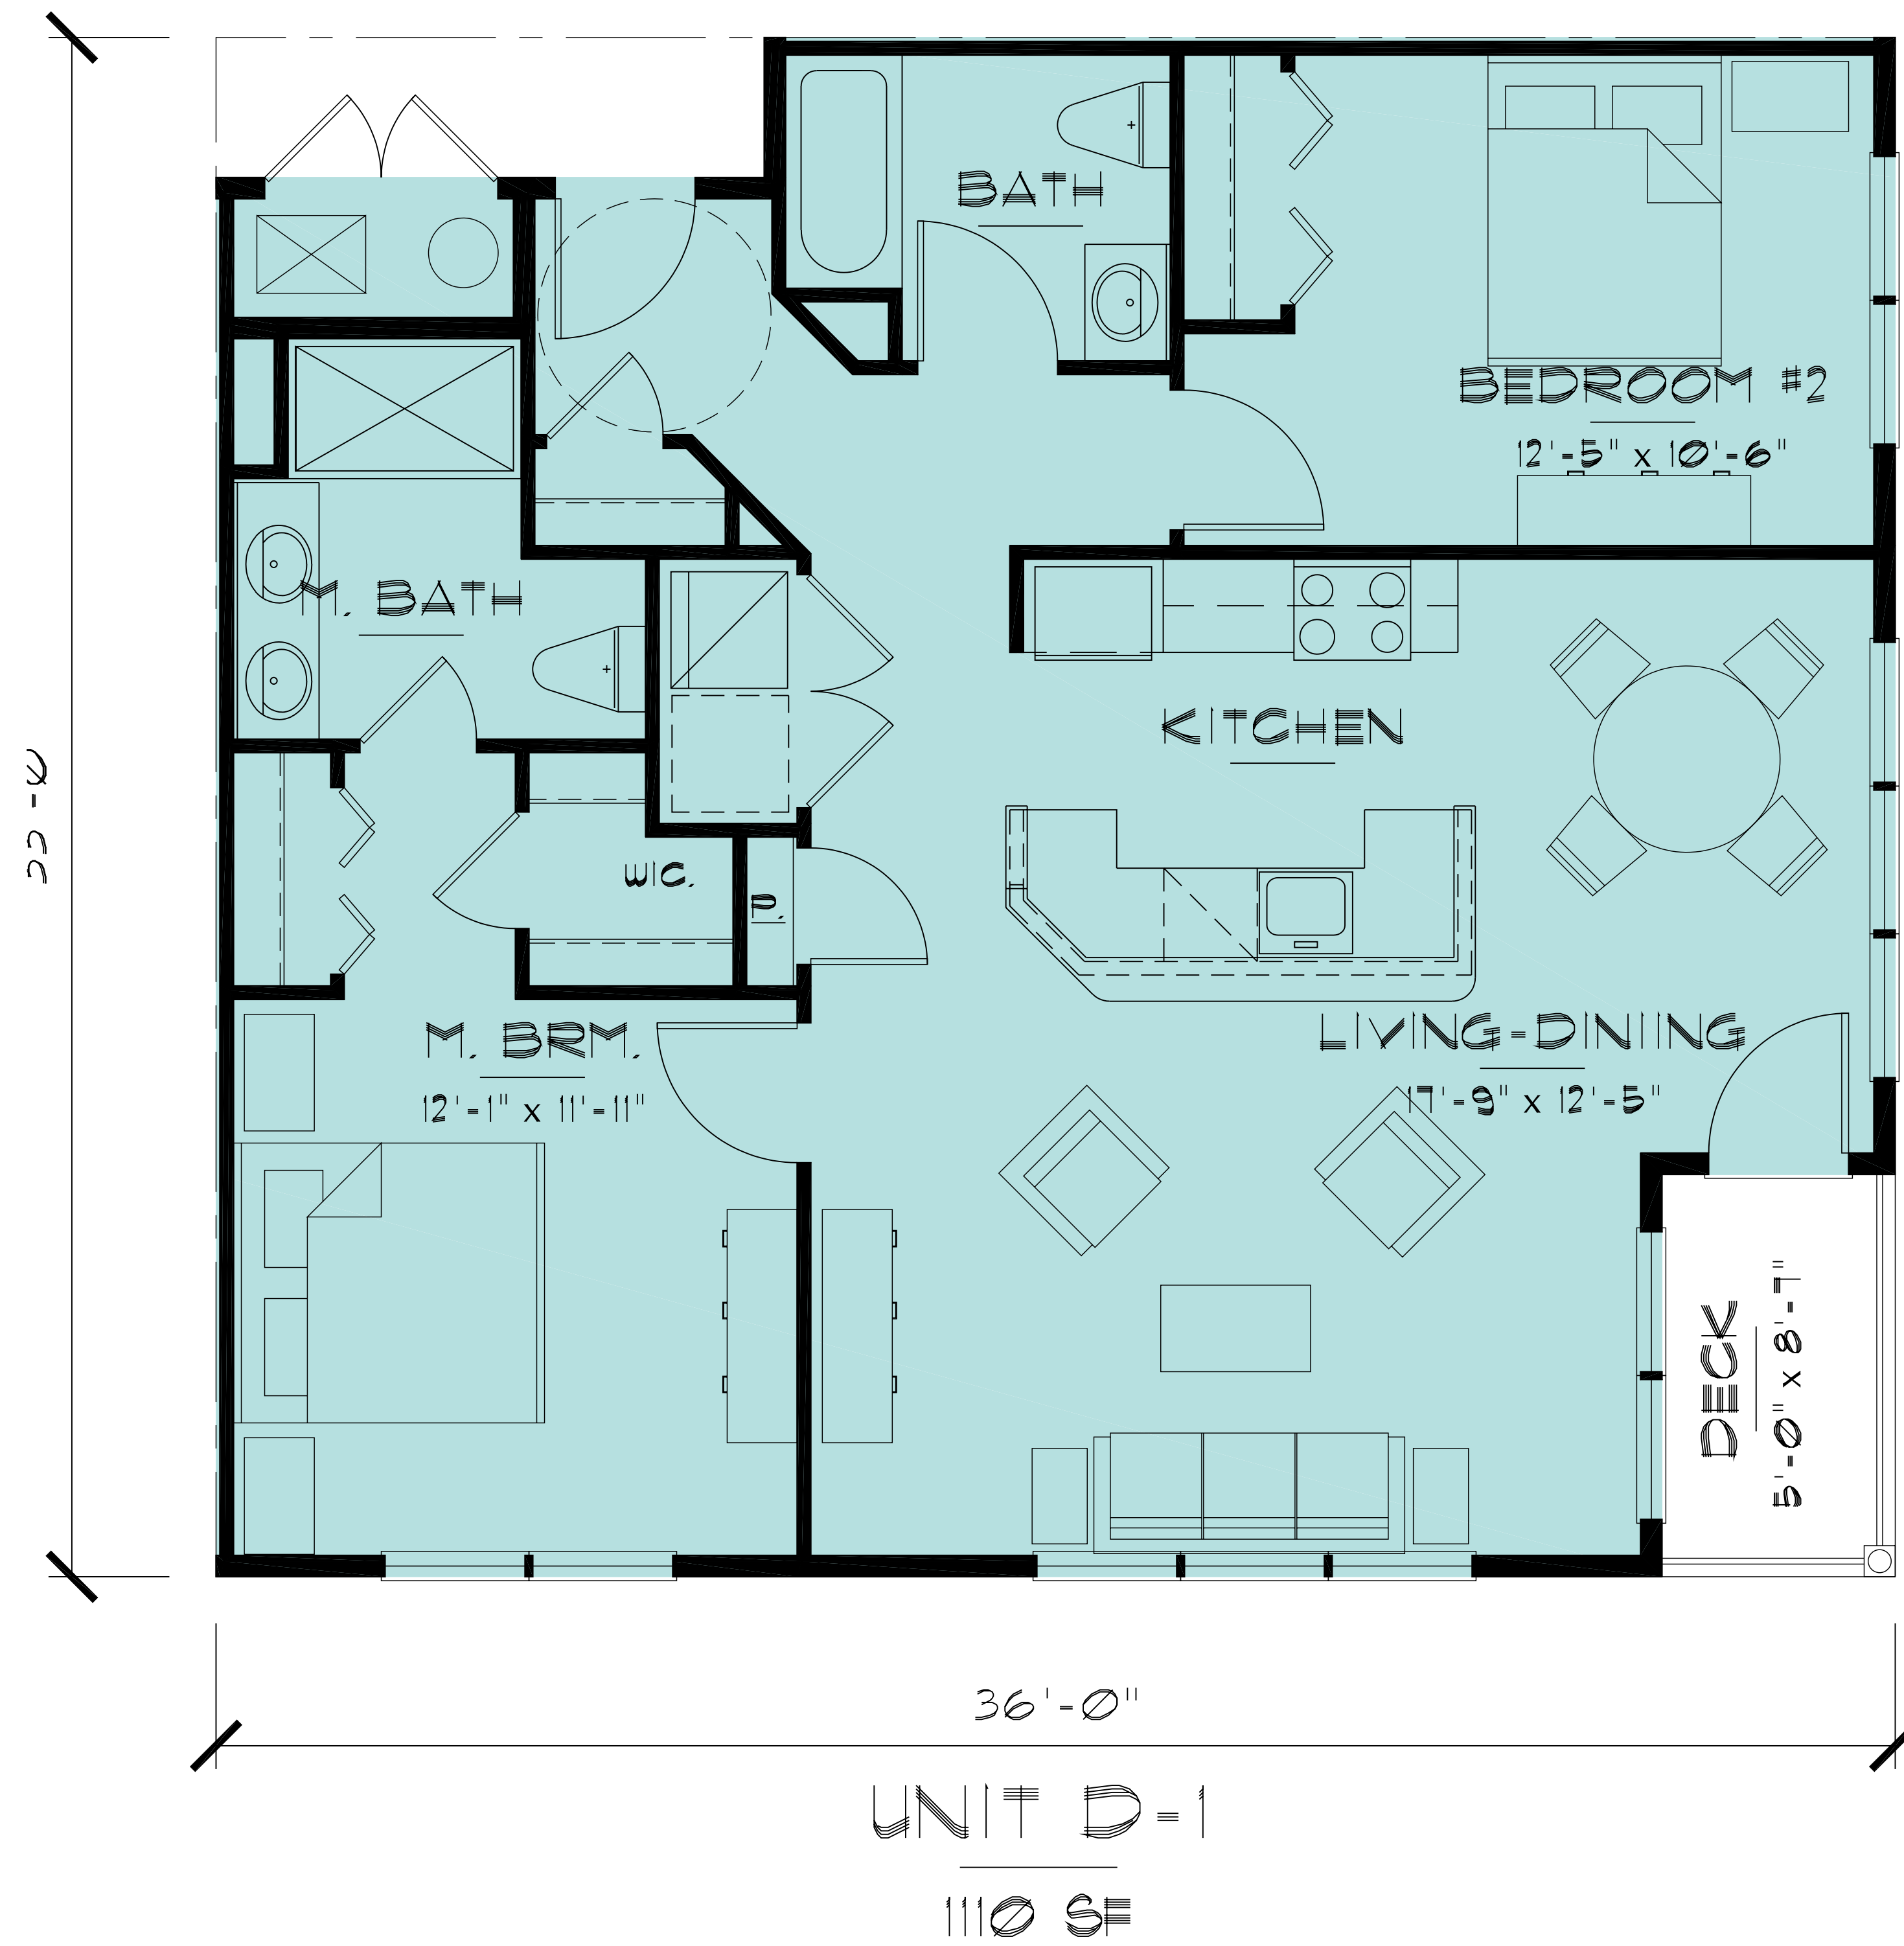 BATH
BEDROOM #2
12'-5" x 10'-6"
M. BATH
KITCHEN
WIC.
P.
M. BRM.
12'-1" x 11'-11"
LIVING-DINING
17'-9" x 12'-5"
DECK
5'-0" x 8'-7"
36'-0"
UNIT D-1
1110 SF